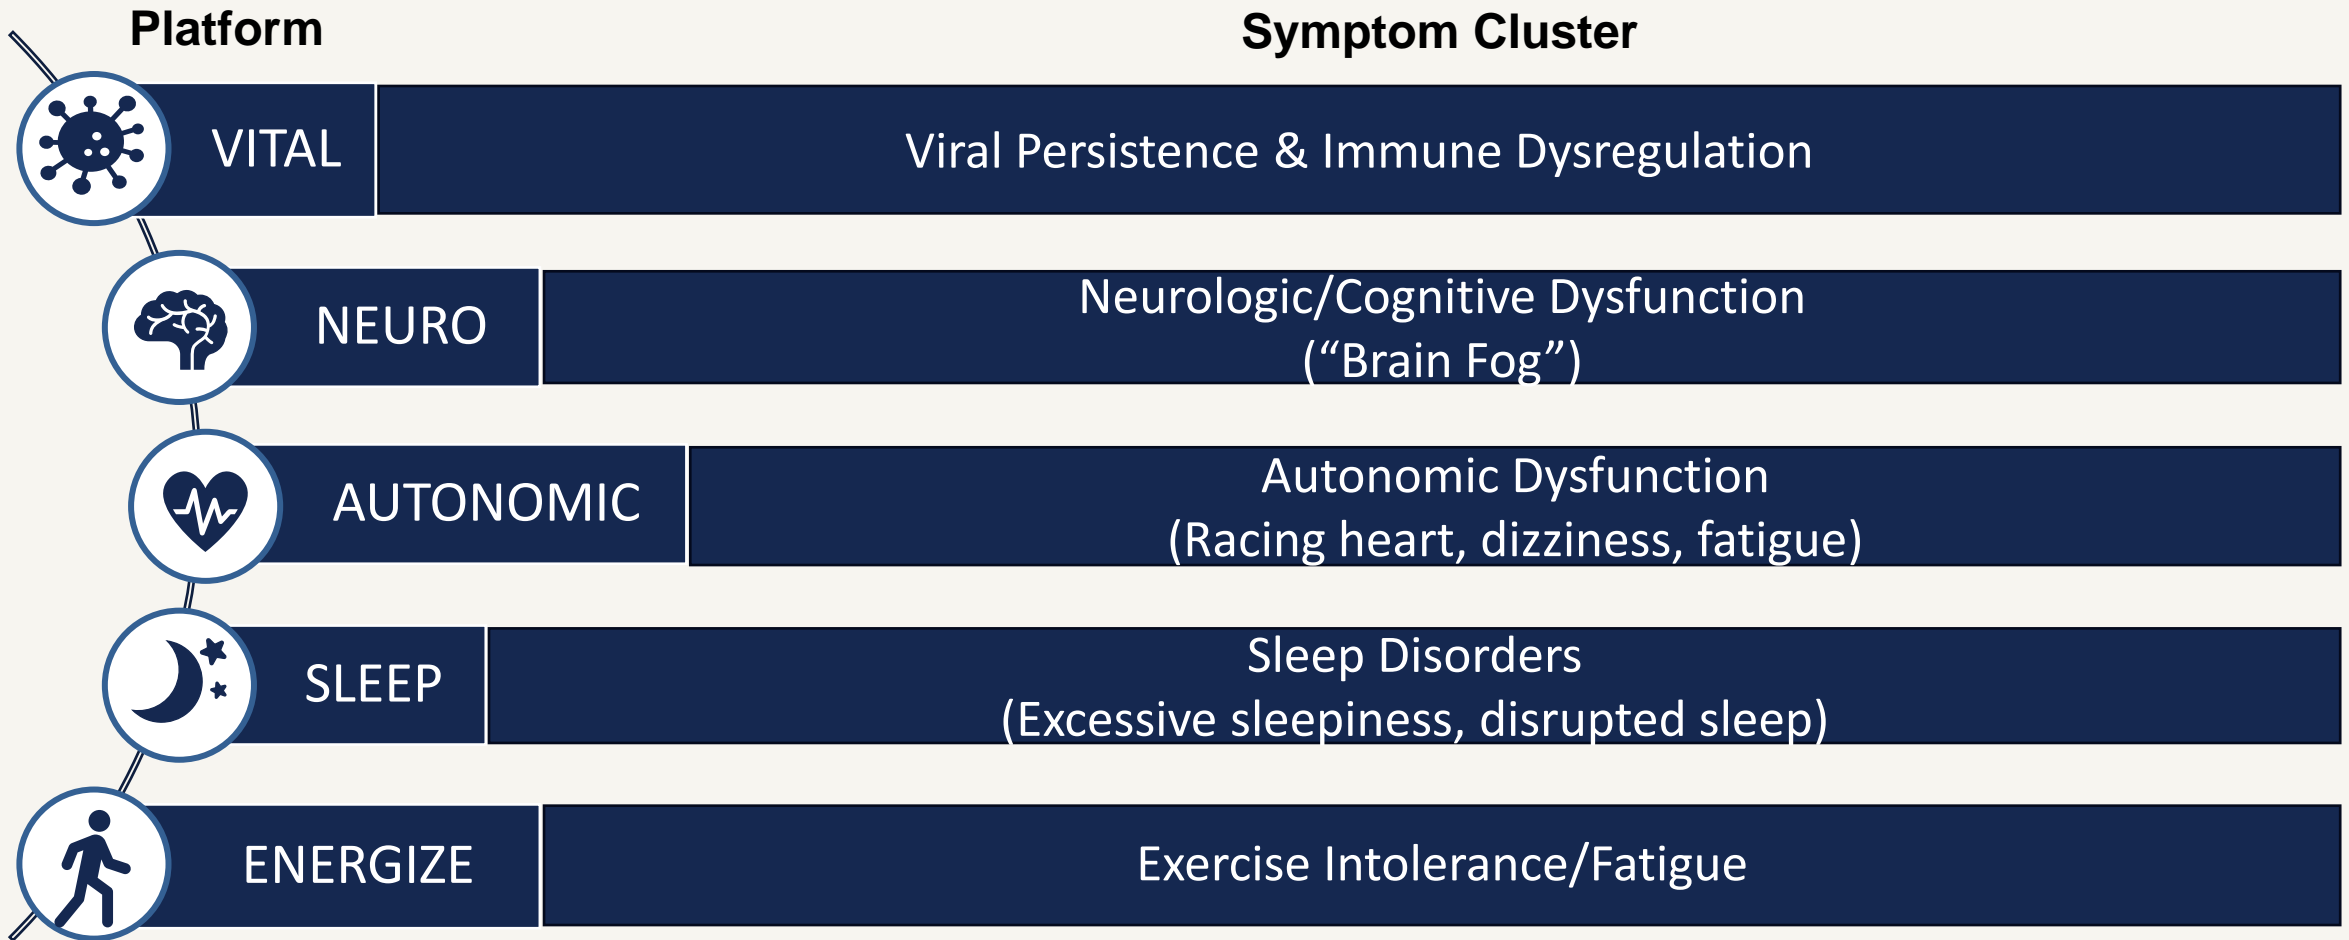 Platform
Symptom Cluster
VITAL
Viral Persistence & Immune Dysregulation
NEURO
Neurologic/Cognitive Dysfunction
(“Brain Fog”)
AUTONOMIC
Autonomic Dysfunction
(Racing heart, dizziness, fatigue)
SLEEP
Sleep Disorders
(Excessive sleepiness, disrupted sleep)
ENERGIZE
Exercise Intolerance/Fatigue